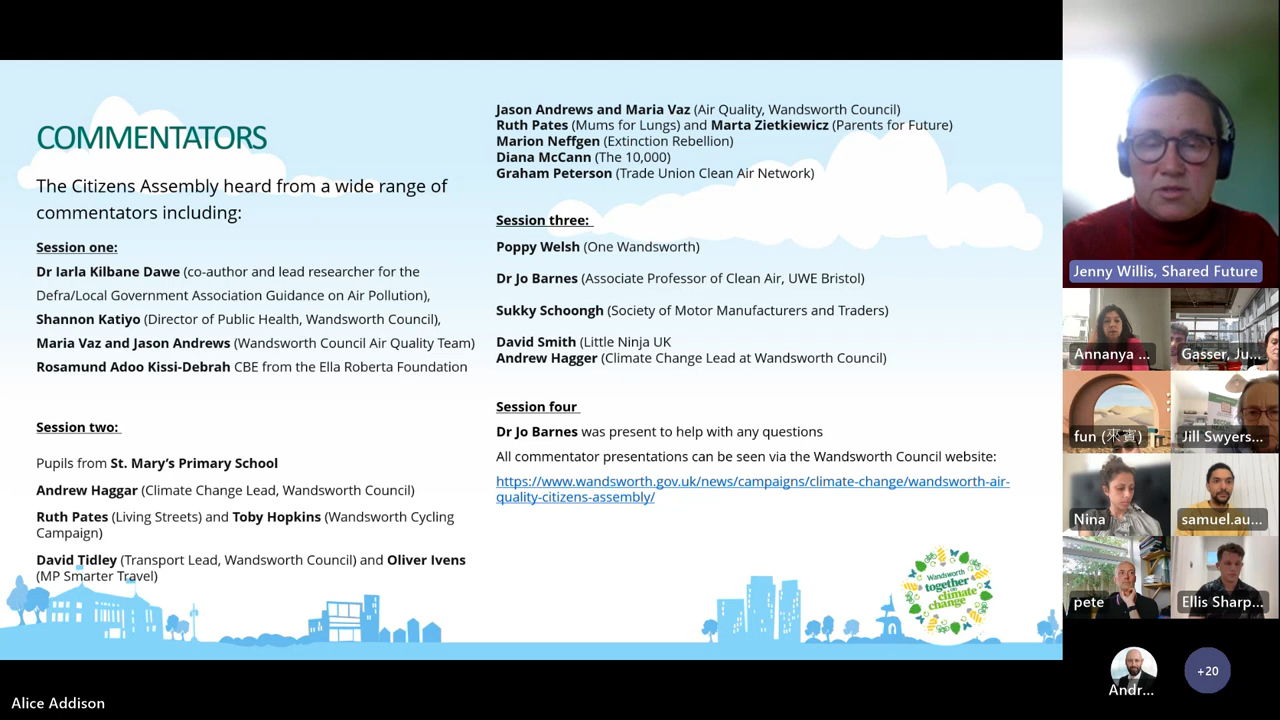 COMMENTATORS
The Citizens Assembly heard from a wide range of
commentators including:
Session one:
Dr Iarla Kilbane Dawe (co-author and lead researcher for the
Defra/Local Government Association Guidance on Air Pollution),
Shannon Katiyo (Director of Public Health, Wandsworth Council),
Maria Vaz and Jason Andrews (Wandsworth Council Air Quality Team)
Rosamund Adoo Kissi-Debrah CBE from the Ella Roberta Foundation
Session two:
Pupils from St. Mary's Primary School
Andrew Haggar (Climate Change Lead, Wandsworth Council)
Ruth Pates (Living Streets) and Toby Hopkins (Wandsworth Cycling
Campaign)
David Tidley (Transport Lead, Wandsworth Council) and Oliver Ivens
(MP Smarter Travel)
Jason Andrews and Maria Vaz (Air Quality, Wandsworth Council)
Ruth Pates (Mums for Lungs) and Marta Zietkiewicz (Parents for Future)
Marion Neffgen (Extinction Rebellion)
Diana McCann (The 10,000)
Graham Peterson (Trade Union Clean Air Network)
Session three:
Poppy Welsh (One Wandsworth)
Dr Jo Barnes (Associate Professor of Clean Air, UWE Bristol)
Sukky Schoongh (Society of Motor Manufacturers and Traders)
David Smith (Little Ninja UK
Andrew Hagger (Climate Change Lead at Wandsworth Council)
Session four
Dr Jo Barnes was present to help with any questions
All commentator presentations can be seen via the Wandsworth Council website:
https://www.wandsworth.gov.uk/news/campaigns/climate-change/wandsworth-air-
quality-citizens-assembly/
Wandsworth
together
climate
change
Jenny Willis, Shared Future
Annanya ...
Gasser, Ju...
fun (來賓)
Jill Swyers...
Nina
samuel.au...
pete
Ellis Sharp...
Andr...
+20
Alice Addison